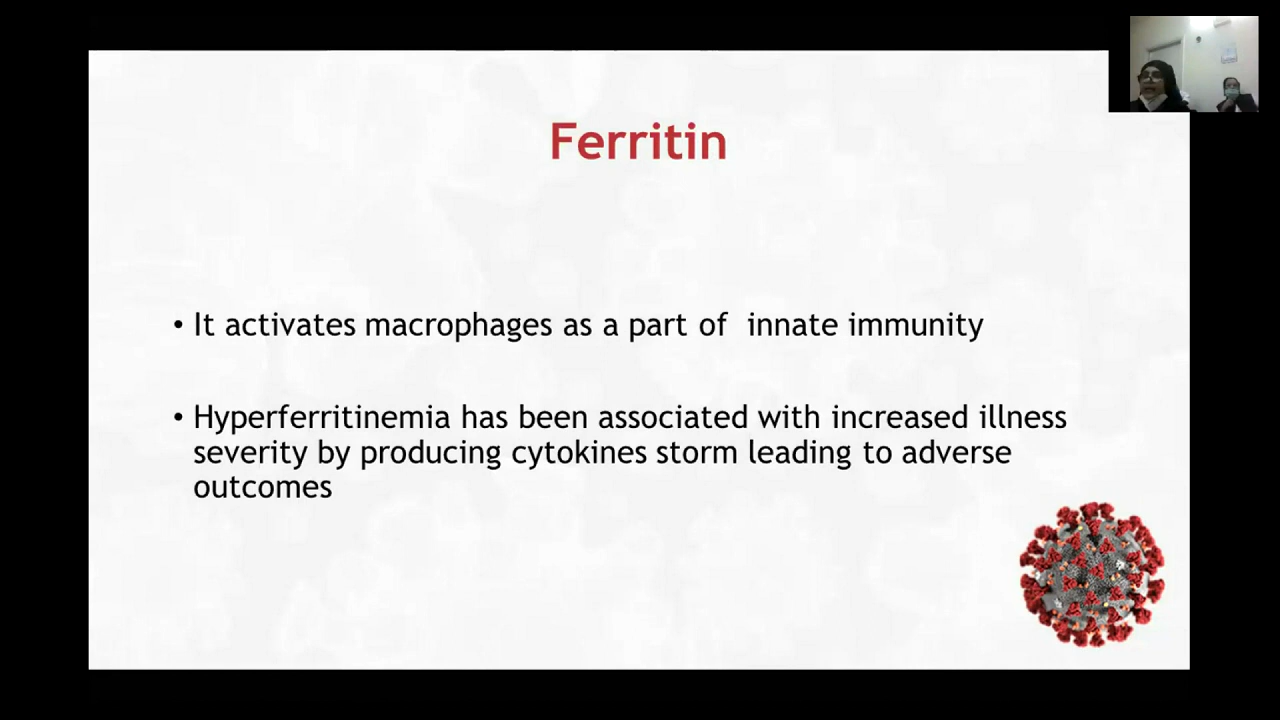 Ferritin
• It activates macrophages as a part of  innate immunity
• Hyperferritinemia has been associated with increased illness
severity by producing cytokines storm leading to adverse
outcomes